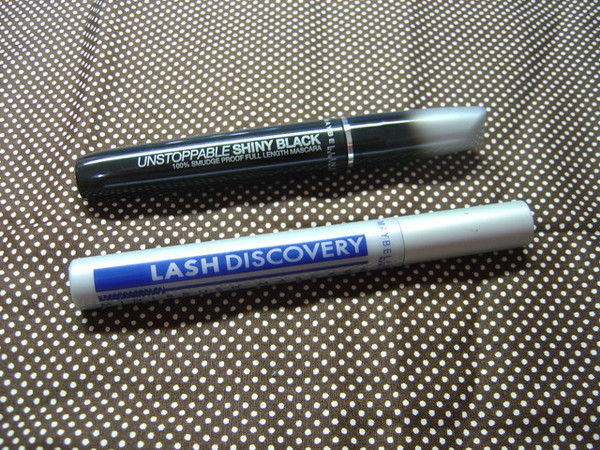 UNSTOPPABLE SHINY BLACK
100% SMUDGE PROOF FULL LENGTH MASCARA
LASH DISCOVERY